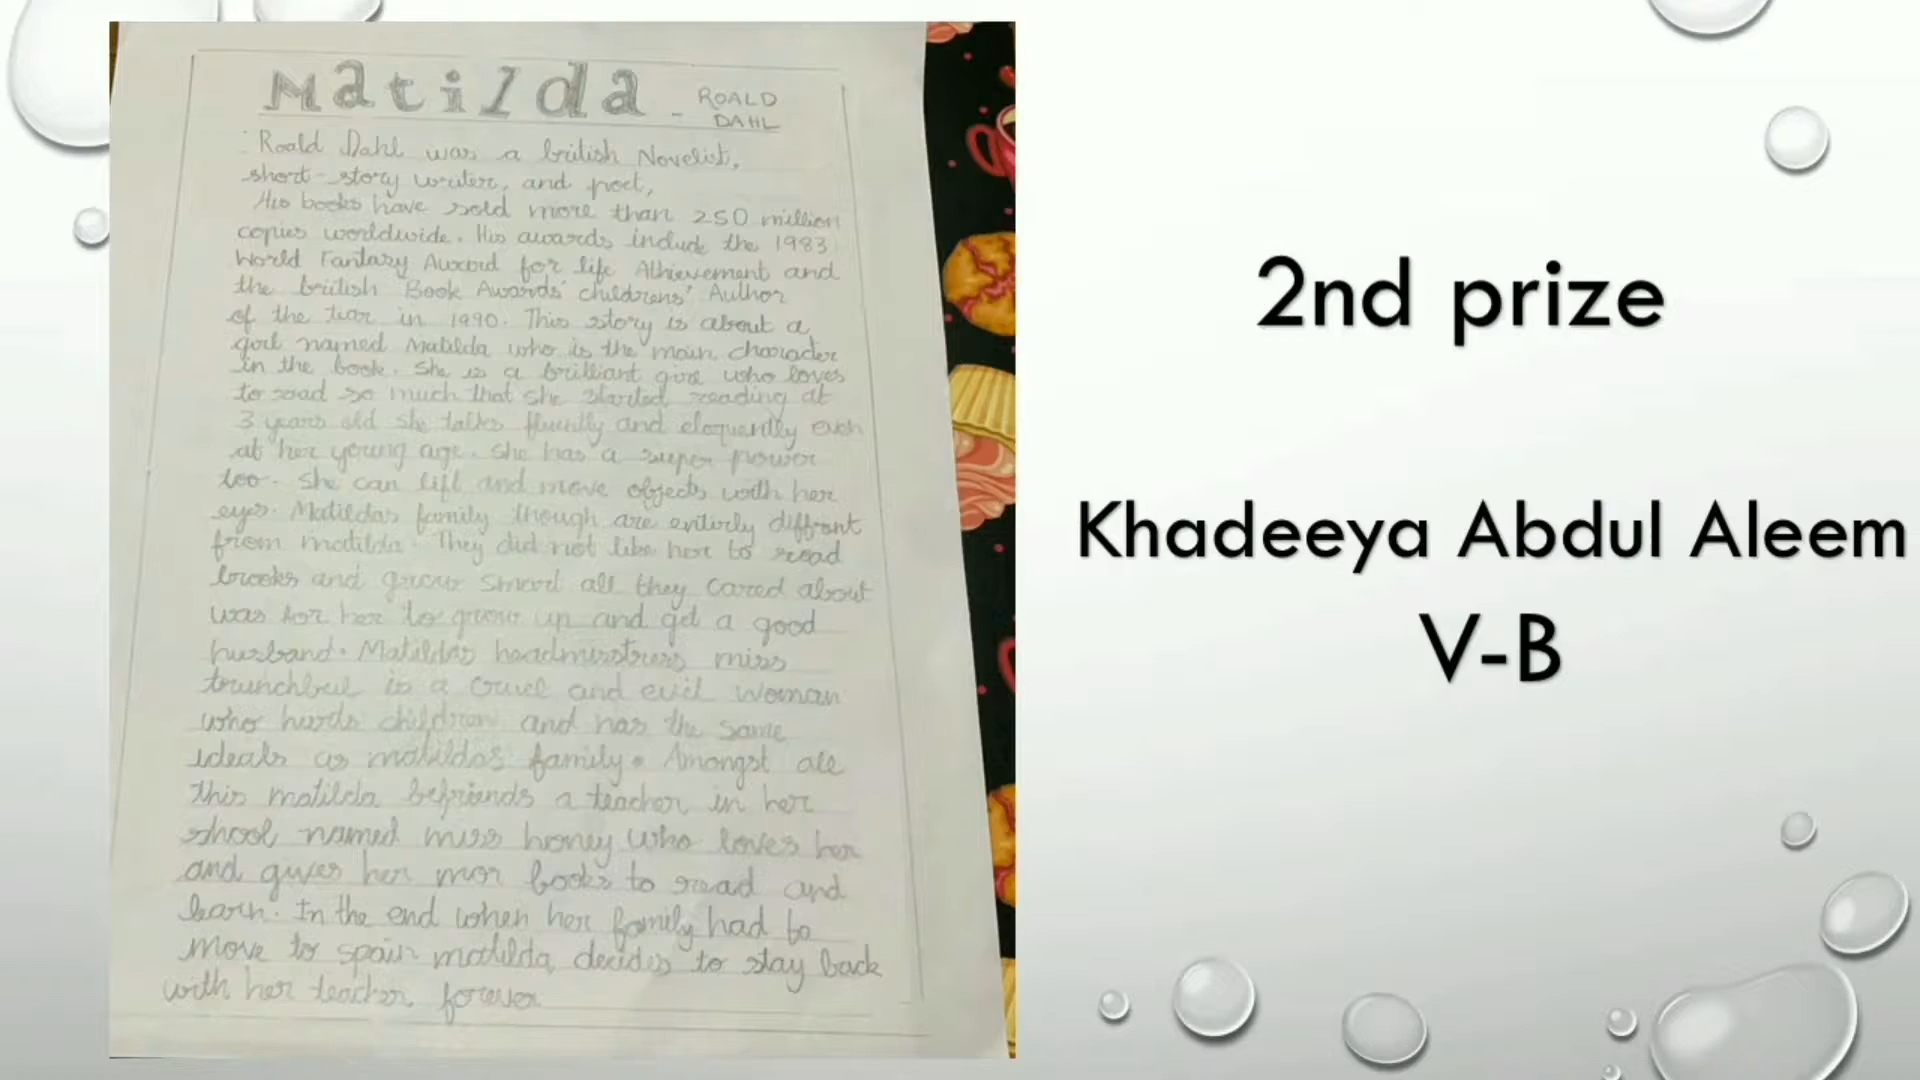 Matilda - ROALD DAHL
Roald Dahl was a british Novelist,
short-story writer, and poet,
His books have sold more than 250 million
copies worldwide. His awards include the 1983
World Fantasy Award for life Athievement and
the british Book Awards' childrens' Author
of the in 1990. This story is about a
girl named Matilda who is the main character
in the book. She is a brilliant girl who loves
to read so much that she started reading at
3 years old she talks fluently and eloquently even
at her young age. She has a super power
too. She can lift and move objects with her
eyes. Matildas family though are entirly diffrent
from matilda. They did not like her to read
books and grow smart all they cared about
was for her to grow up and get a good
husband. Matildas headmisstress miss
trunchbul is a cruel and evil woman
who hurts children and has the same
ideals as matildas family. Amongst all
this matilda befriends a teacher in her
shool named miss honey who loves her
and gives her mor books to read and
learn. In the end when her family had to
move to spain matilda decides to stay back
with her teacher forever
2nd prize
Khadeeya Abdul Aleem
V-B